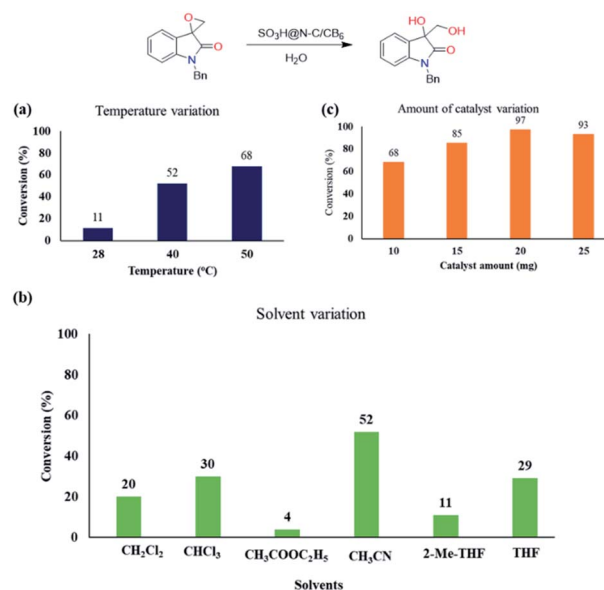 SO₃H@N-C/CB₆
H₂O
O
O
N
Bn
HO
OH
O
N
Bn
(a)
Temperature variation
Conversion (%)
100
80
60
40
20
0
11
52
68
28
40
50
Temperature (°C)
(c)
Amount of catalyst variation
Conversion (%)
100
80
60
40
20
0
68
85
97
93
10
15
20
25
Catalyst amount (mg)
(b)
Solvent variation
Conversion (%)
100
80
60
40
20
0
20
30
4
52
11
29
CH₂Cl₂
CHCl₃
CH₃COOC₂H₅
CH₃CN
2-Me-THF
THF
Solvents